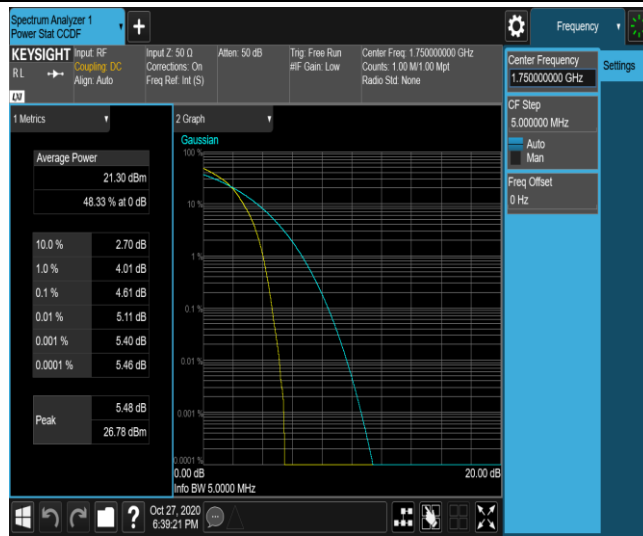 Spectrum Analyzer 1
Power Stat CCDF
+
Frequency
KEYSIGHT
RL
LXI
Input: RF
Coupling: DC
Align: Auto
Input Z: 50 Ω
Corrections: On
Freq Ref: Int (S)
Atten: 50 dB
Trig: Free Run
#IF Gain: Low
Center Freq: 1.750000000 GHz
Counts: 1.00 M/1.00 Mpt
Radio Std: None
Center Frequency
1.750000000 GHz
Settings
CF Step
5.000000 MHz
Auto
Man
Freq Offset
0 Hz
1 Metrics
Average Power
21.30 dBm
48.33 % at 0 dB
10.0 % 2.70 dB
1.0 % 4.01 dB
0.1 % 4.61 dB
0.01 % 5.11 dB
0.001 % 5.40 dB
0.0001 % 5.46 dB
Peak
5.48 dB
26.78 dBm
2 Graph
Gaussian
100 %
10 %
1 %
0.1 %
0.01 %
0.001 %
0.0001 %
0.00 dB 20.00 dB
Info BW 5.0000 MHz
?
Oct 27, 2020
6:39:21 PM